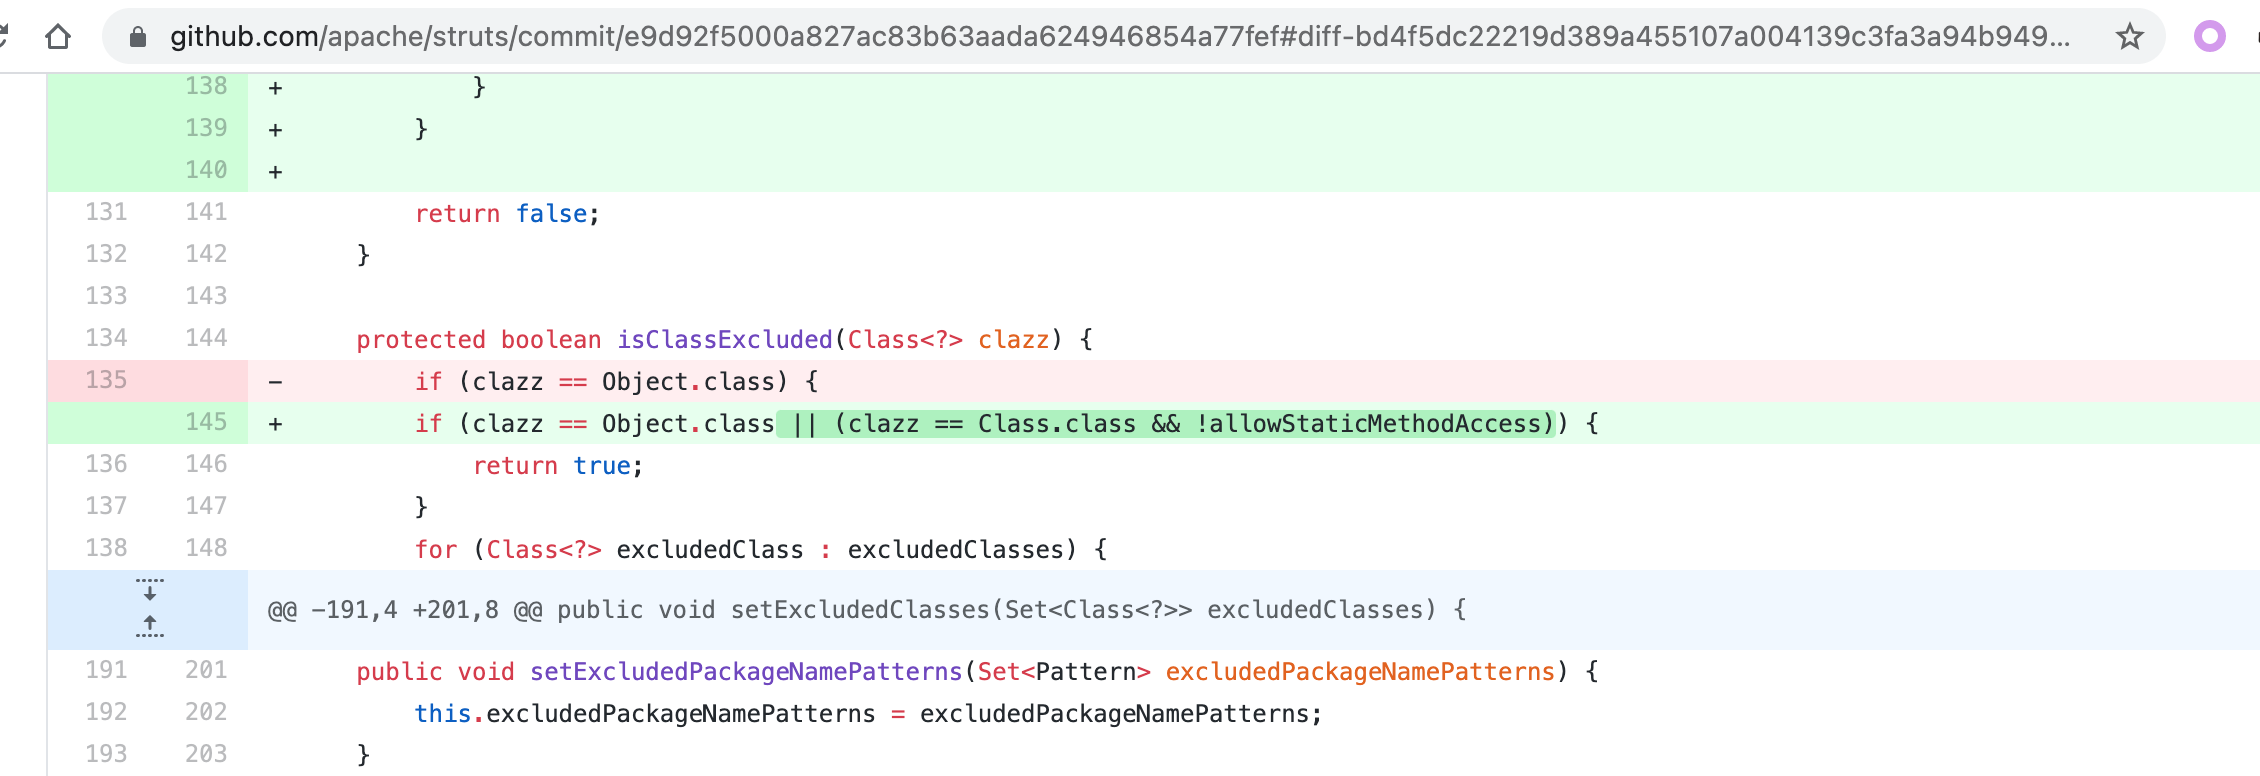 github.com/apache/struts/commit/e9d92f5000a827ac83b63aada624946854a77fef#diff-bd4f5dc22219d389a455107a004139c3fa3a94b949...
138 + }
139 + }
140 +
131 141 return false;
132 142 }
133 143
134 144 protected boolean isClassExcluded(Class<?> clazz) {
135 - if (clazz == Object.class) {
145 + if (clazz == Object.class || (clazz == Class.class && !allowStaticMethodAccess)) {
136 146 return true;
137 147 }
138 148 for (Class<?> excludedClass : excludedClasses) {
@@ -191,4 +201,8 @@ public void setExcludedClasses(Set<Class<?>> excludedClasses) {
191 201 public void setExcludedPackageNamePatterns(Set<Pattern> excludedPackageNamePatterns) {
192 202 this.excludedPackageNamePatterns = excludedPackageNamePatterns;
193 203 }